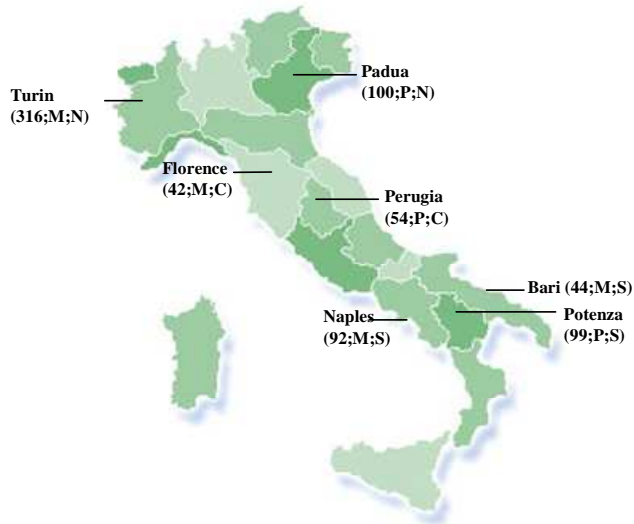 Padua
(100;P;N)
Turin
(316;M;N)
Florence
(42;M;C)
Perugia
(54;P;C)
Bari (44;M;S)
Naples
(92;M;S)
Potenza
(99;P;S)